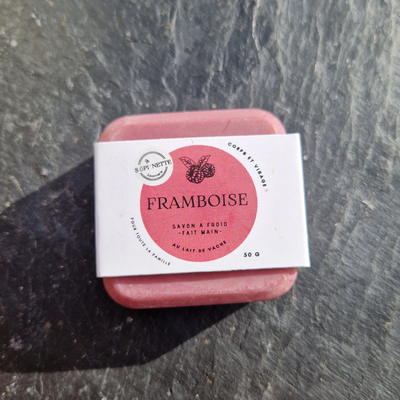 CORPS ET VISAGE
FRAMBOISE
SAVON A FROID
-FAIT MAIN-
AU LAIT DE VACHE
POUR TOUTE LA FAMILLE
50 G